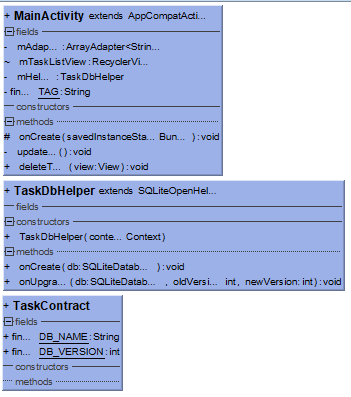 + MainActivity extends AppCompatActi...
fields
- mAdap... :ArrayAdapter<Strin...
~ mTaskListView:RecyclerVi...
- mHel... :TaskDbHelper
- fin... TAG:String
constructors
methods
# onCreate(savedInstanceSta... Bun... ):void
- update... ():void
+ deleteT... (view:View):void
+ TaskDbHelper extends SQLiteOpenHel...
fields
constructors
+ TaskDbHelper(conte... Context)
methods
+ onCreate(db:SQLiteDatab... ):void
+ onUpgra... (db:SQLiteDatab... , oldVersi... int, newVersion:int):void
+ TaskContract
fields
+ fin... DB_NAME:String
+ fin... DB_VERSION:int
constructors
methods